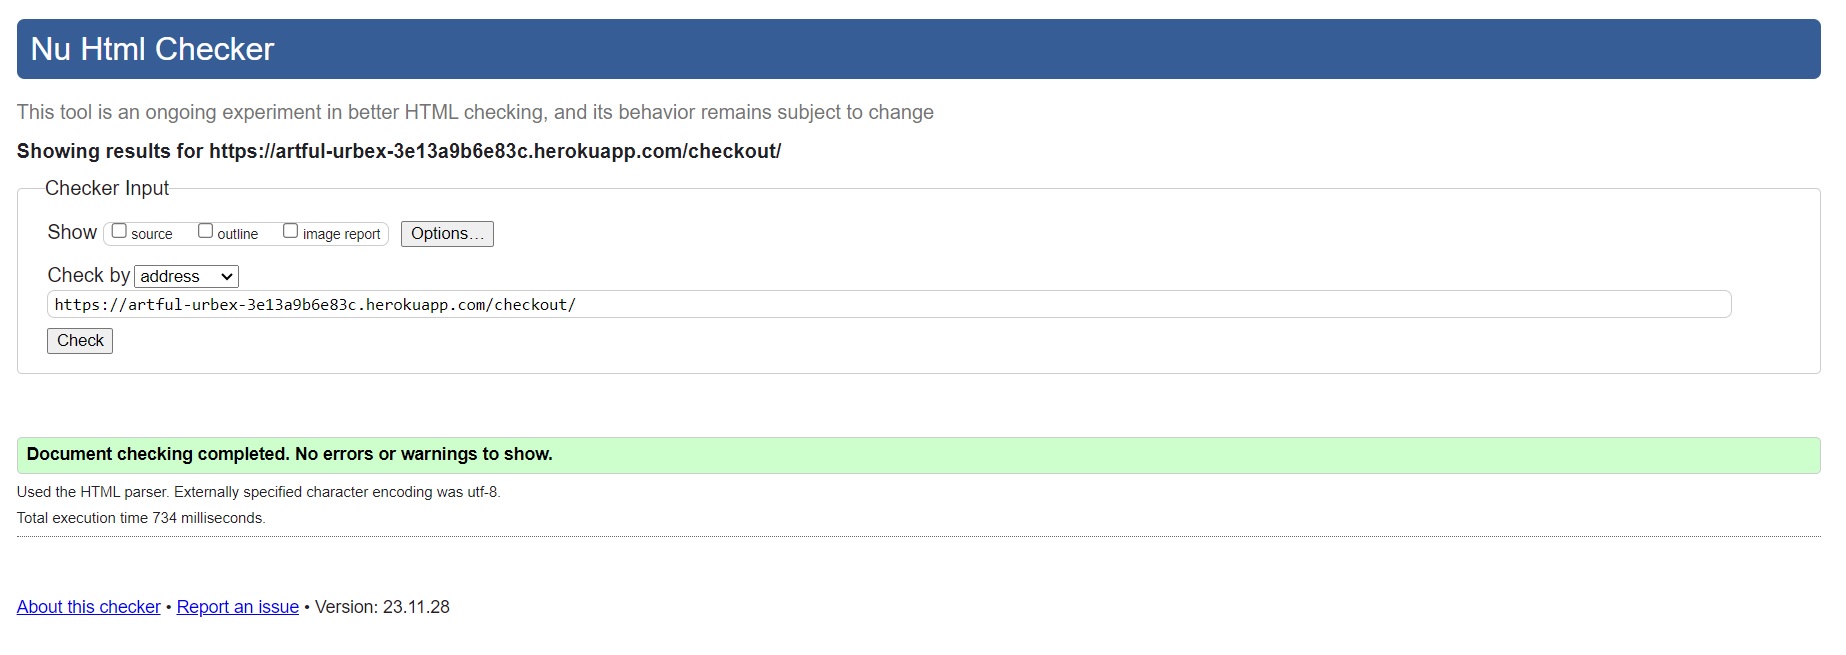 Nu Html Checker
This tool is an ongoing experiment in better HTML checking, and its behavior remains subject to change
Showing results for https://artful-urbex-3e13a9b6e83c.herokuapp.com/checkout/
Checker Input
Show source outline image report Options...
Check by address
https://artful-urbex-3e13a9b6e83c.herokuapp.com/checkout/
Check
Document checking completed. No errors or warnings to show.
Used the HTML parser. Externally specified character encoding was utf-8.
Total execution time 734 milliseconds.
About this checker • Report an issue • Version: 23.11.28